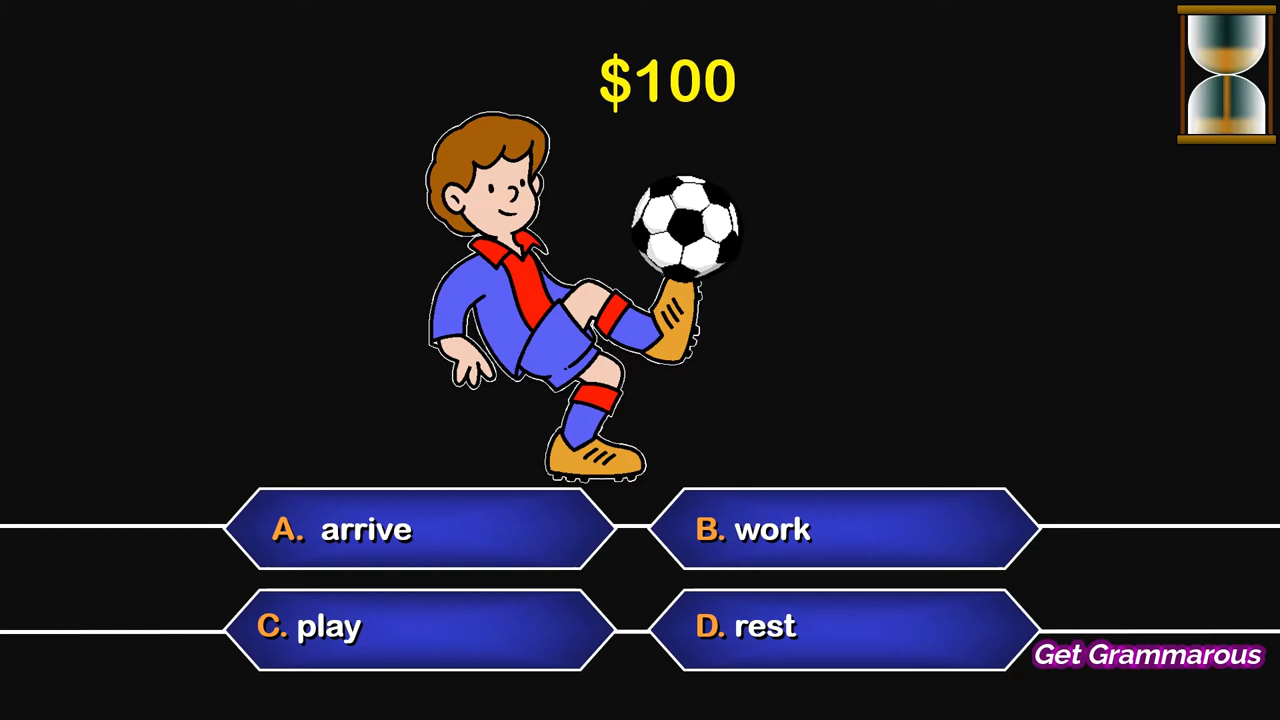 $100
A. arrive
B. work
C. play
D. rest
Get Grammarous